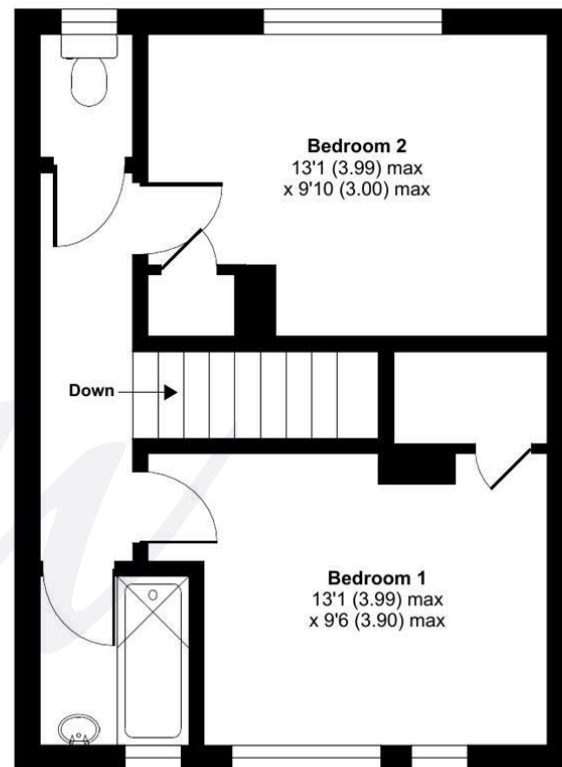 Bedroom 2
13'1 (3.99) max
x 9'10 (3.00) max
Down
Bedroom 1
13'1 (3.99) max
x 9'6 (3.90) max